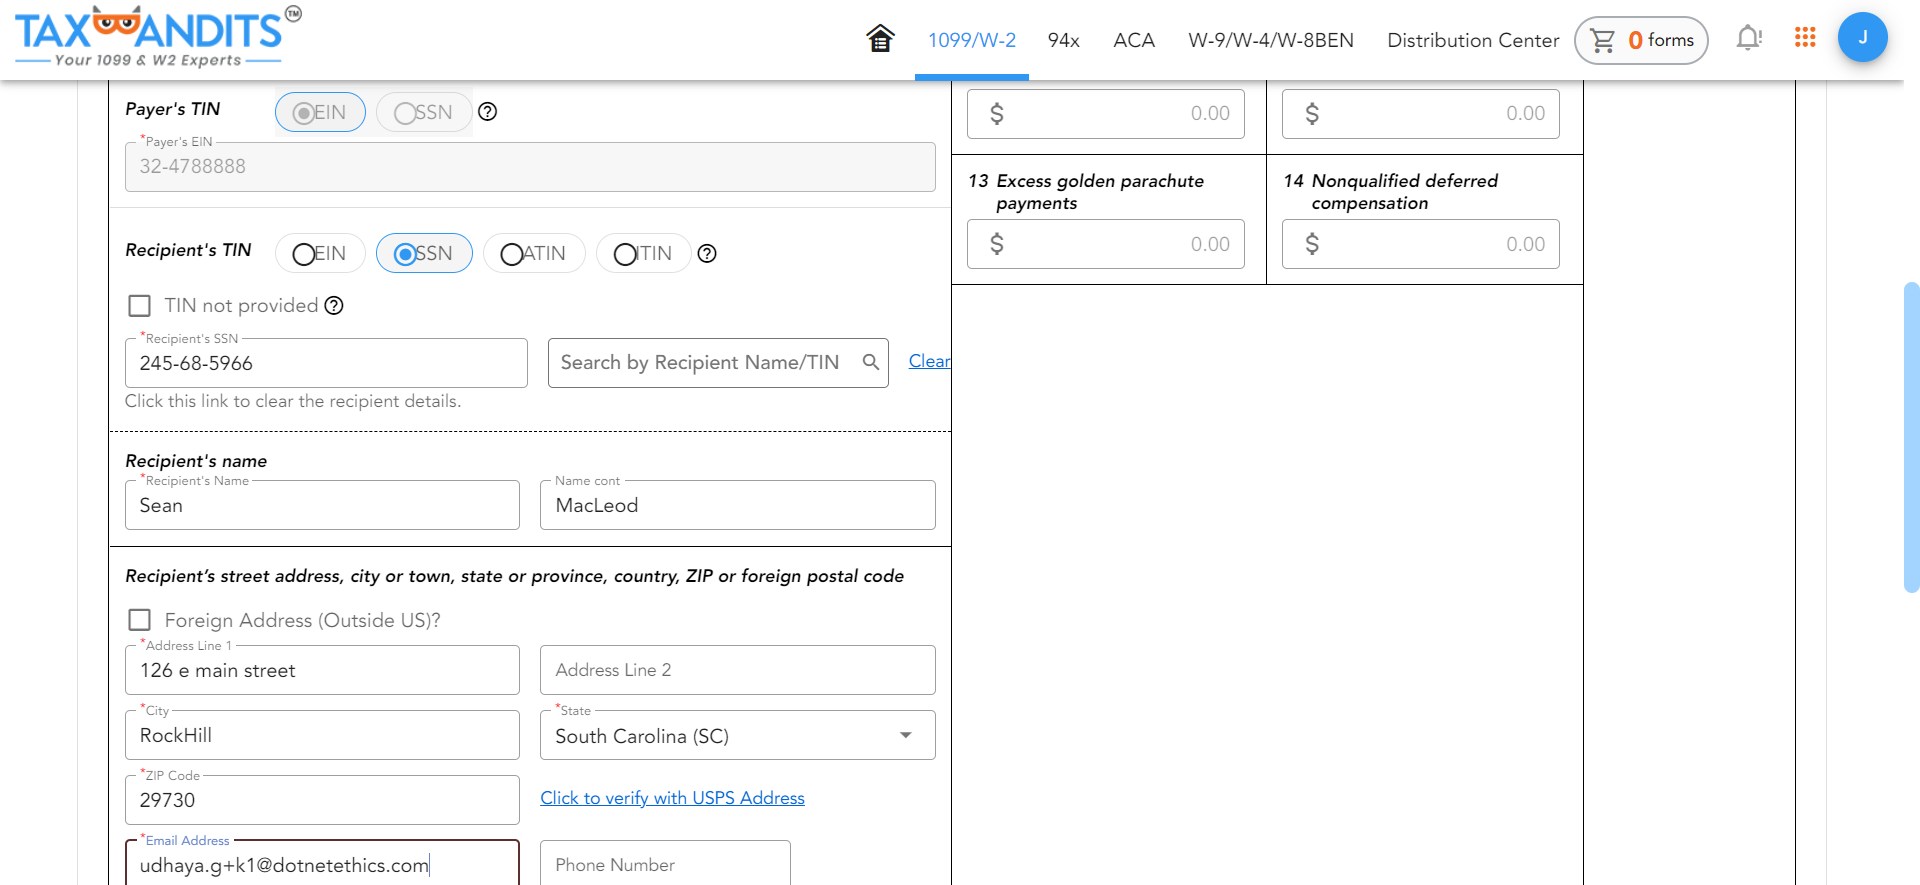 TAXBANDITS TM
Your 1099 & W2 Experts
1099/W-2
94x
ACA
W-9/W-4/W-8BEN
Distribution Center
0 forms
J
Payer's TIN
EIN
SSN
*Payer's EIN
32-4788888
$ 0.00
$ 0.00
13 Excess golden parachute
payments
$ 0.00
14 Nonqualified deferred
compensation
$ 0.00
Recipient's TIN
EIN
SSN
ATIN
ITIN
TIN not provided
*Recipient's SSN
245-68-5966
Search by Recipient Name/TIN
Clear
Click this link to clear the recipient details.
Recipient's name
*Recipient's Name
Sean
Name cont
MacLeod
Recipient's street address, city or town, state or province, country, ZIP or foreign postal code
Foreign Address (Outside US)?
*Address Line 1
126 e main street
Address Line 2
*City
RockHill
*State
South Carolina (SC)
*ZIP Code
29730
Click to verify with USPS Address
*Email Address
udhaya.g+k1@dotnetethics.com
Phone Number